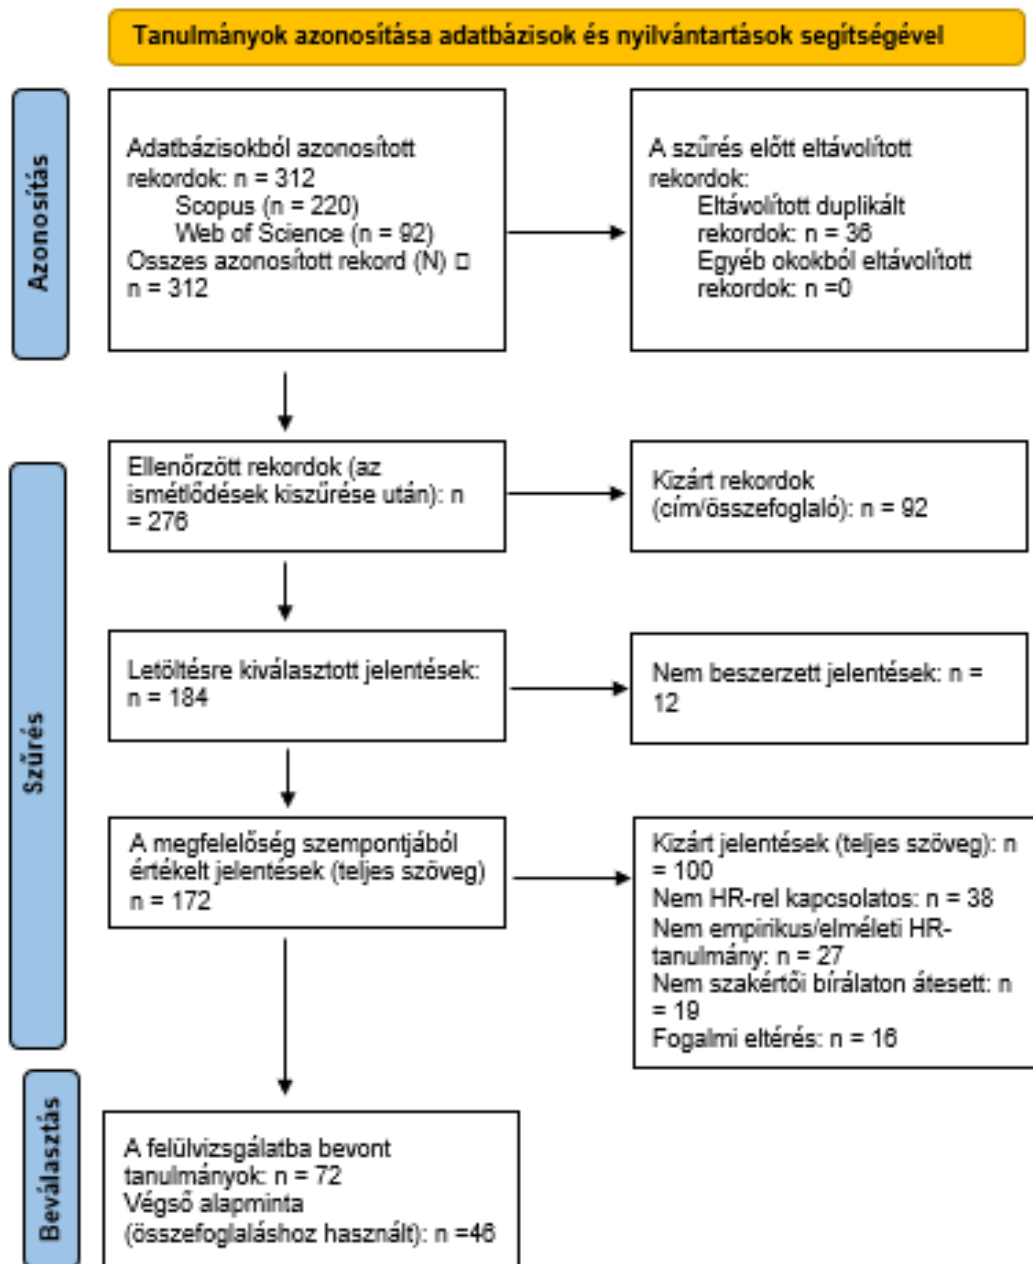 Tanulmányok azonosítása adatbázisok és nyilvántartások segítségével
Azonosítás
Adatbázisokból azonosított
rekordok: n = 312
Scopus (n = 220)
Web of Science (n = 92)
Osszes azonosított rekord (N) □
n = 312
A szűrés előtt eltávolított
rekordok:
Eltávolított duplikált
rekordok: n = 36
Egyéb okokból eltávolított
rekordok: n =0
Szűrés
Ellenőrzött rekordok (az
ismétlődések kiszűrése után): n
= 276
Kizárt rekordok
(cím/összefoglaló): n = 92
Letöltésre kiválasztott jelentések:
n = 184
Nem beszerzett jelentések: n =
12
A megfelelőség szempontjából
értékelt jelentések (teljes szöveg)
n = 172
Kizárt jelentések (teljes szöveg): n
= 100
Nem HR-rel kapcsolatos: n = 38
Nem empirikus/elméleti HR-
tanulmány: n = 27
Nem szakértői bírálaton átesett: n
= 19
Fogalmi eltérés: n = 16
Beválasztás
A felülvizsgálatba bevont
tanulmányok: n = 72
Végső alapminta
(összefoglaláshoz használt): n =46